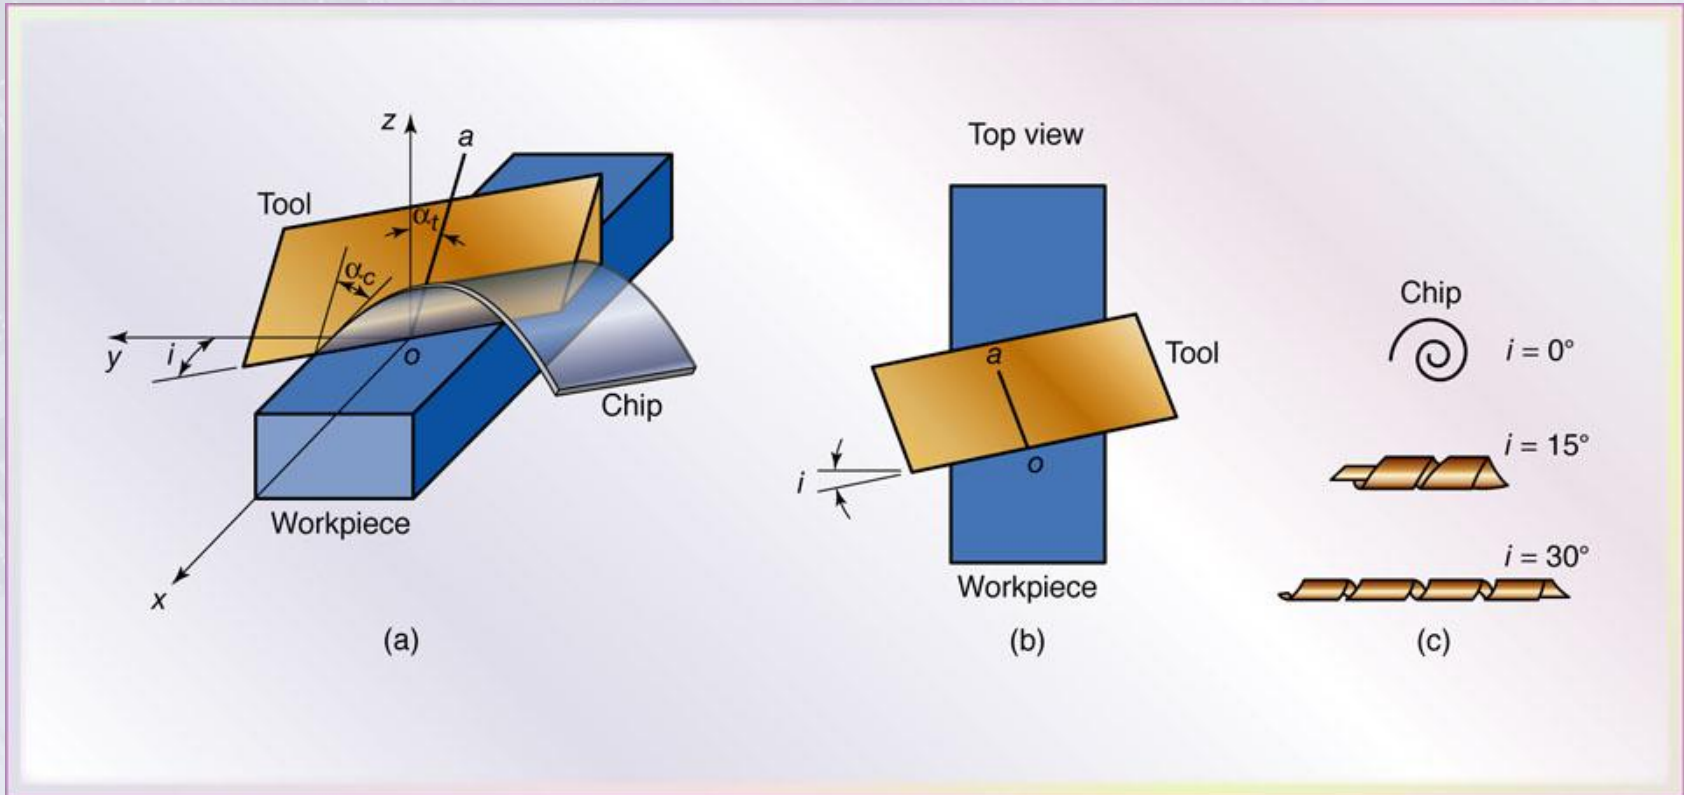 z
a
Tool
αt
αc
y
i
o
Chip
Workpiece
x
(a)
Top view
a
Tool
o
i
Workpiece
(b)
Chip
i = 0°
i = 15°
i = 30°
(c)